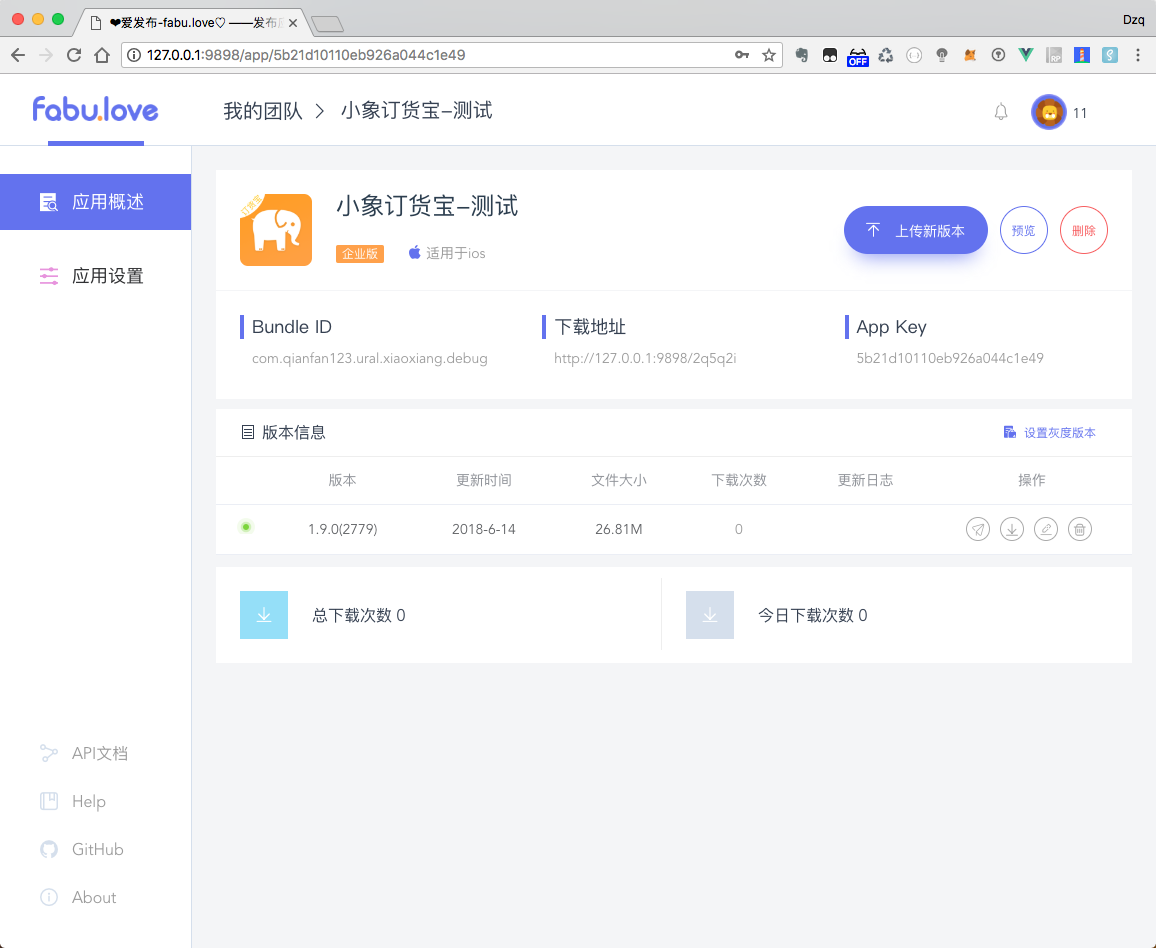 ❤爱发布-fabu.love♡ ——发布
Dzq
127.0.0.1:9898/app/5b21d10110eb926a044c1e49
OFF
RP
fabu.love
我的团队 > 小象订货宝-测试
11
应用概述
应用设置
订货宝
小象订货宝-测试
企业版
适用于ios
上传新版本
预览
删除
Bundle ID
下载地址
App Key
com.qianfan123.ural.xiaoxiang.debug
http://127.0.0.1:9898/2q5q2i
5b21d10110eb926a044c1e49
版本信息
设置灰度版本
版本 更新时间 文件大小 下载次数 更新日志 操作
1.9.0(2779) 2018-6-14 26.81M 0
总下载次数 0
今日下载次数 0
API文档
Help
GitHub
About